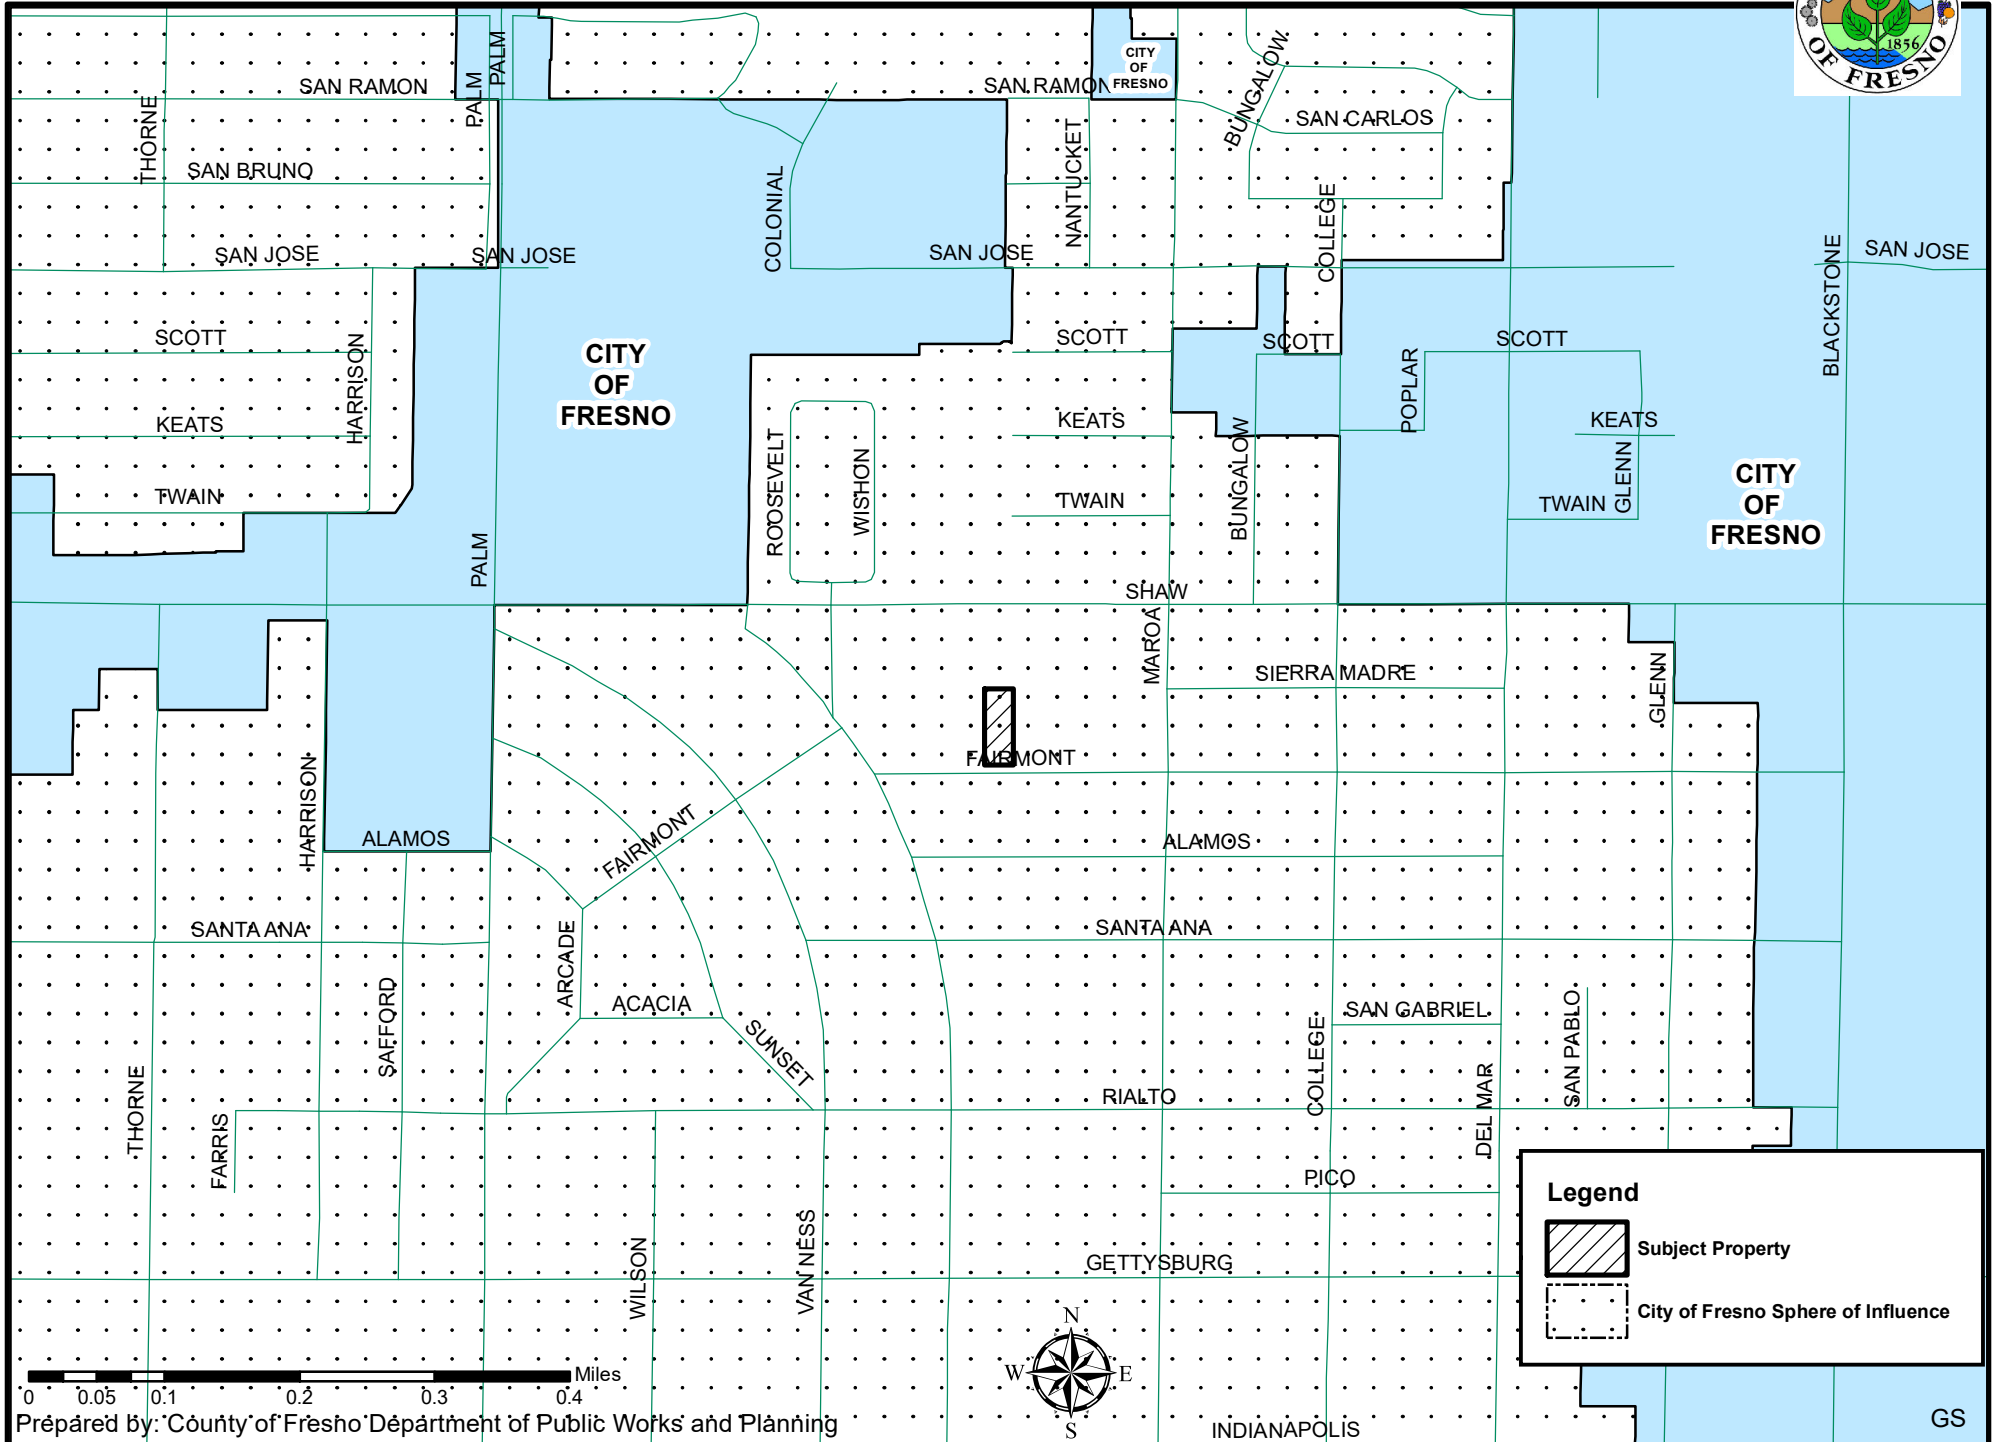 1856
OF FRESNO
PALM
PALM
SAN RAMON
THORNE
SAN RAMON
CITY
OF
FRESNO
BUNGALOW
SAN CARLOS
NANTUCKET
SAN BRUNO
COLONIAL
COLLEGE
SAN JOSE
SAN JOSE
SAN JOSE
BLACKSTONE
SAN JOSE
SCOTT
HARRISON
CITY
OF
FRESNO
SCOTT
SCOTT
POPLAR
SCOTT
KEATS
ROOSEVELT
WISHON
KEATS
BUNGALOW
KEATS
GLENN
CITY
OF
FRESNO
TWAIN
PALM
TWAIN
TWAIN
SHAW
MAROA
SIERRA MADRE
GLENN
HARRISON
FAIRMONT
ALAMOS
FAIRMONT
ALAMOS
SANTA ANA
ARCADE
SANTA ANA
SAFFORD
ACACIA
SUNSET
COLLEGE
SAN GABRIEL
SAN PABLO
THORNE
FARRIS
RIALTO
DEL MAR
PICO
WILSON
VAN NESS
GETTYSBURG
INDIANAPOLIS
Legend
Subject Property
City of Fresno Sphere of Influence
N
W
E
S
Miles
0 0.05 0.1 0.2 0.3 0.4
Prepared by: County of Fresno Department of Public Works and Planning
GS